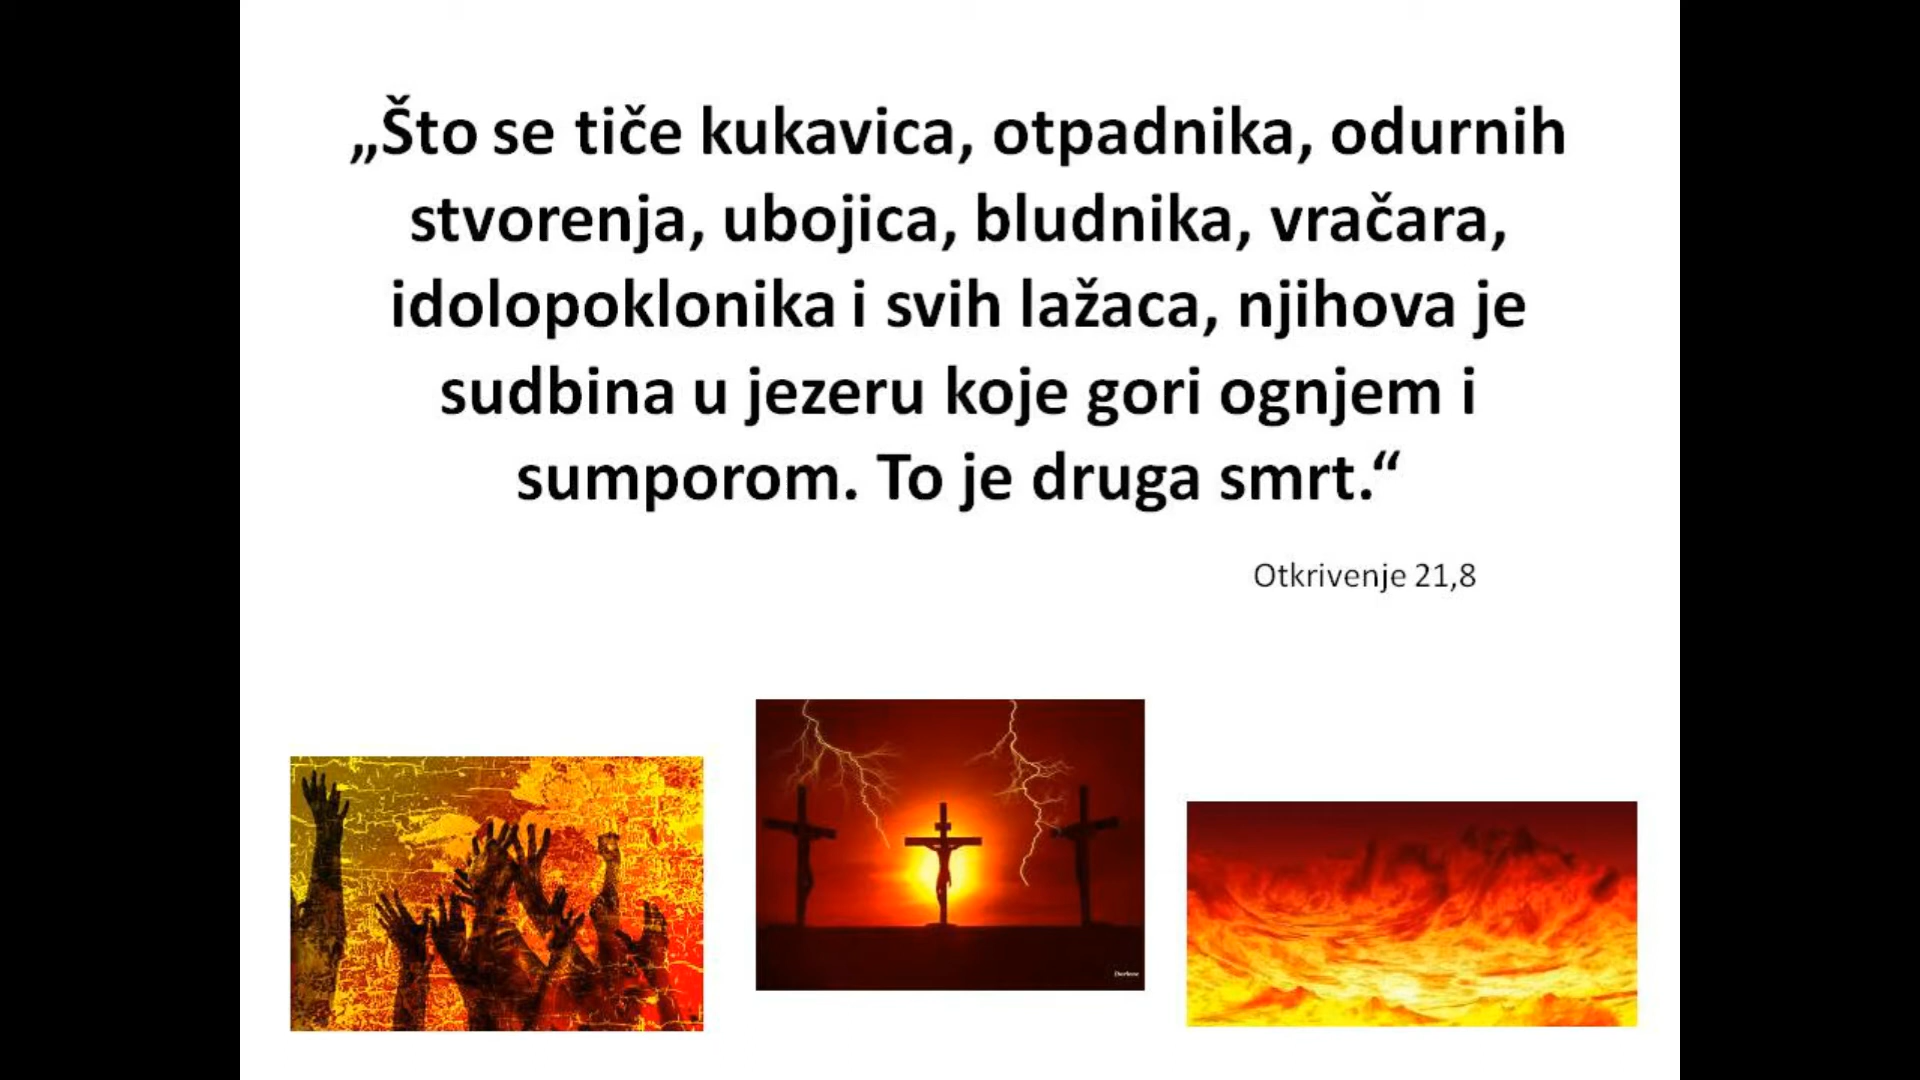 „Što se tiče kukavica, otpadnika, odurnih
stvorenja, ubojica, bludnika, vračara,
idolopoklonika i svih lažaca, njihova je
sudbina u jezeru koje gori ognjem i
sumporom. To je druga smrt.“
Otkrivenje 21,8